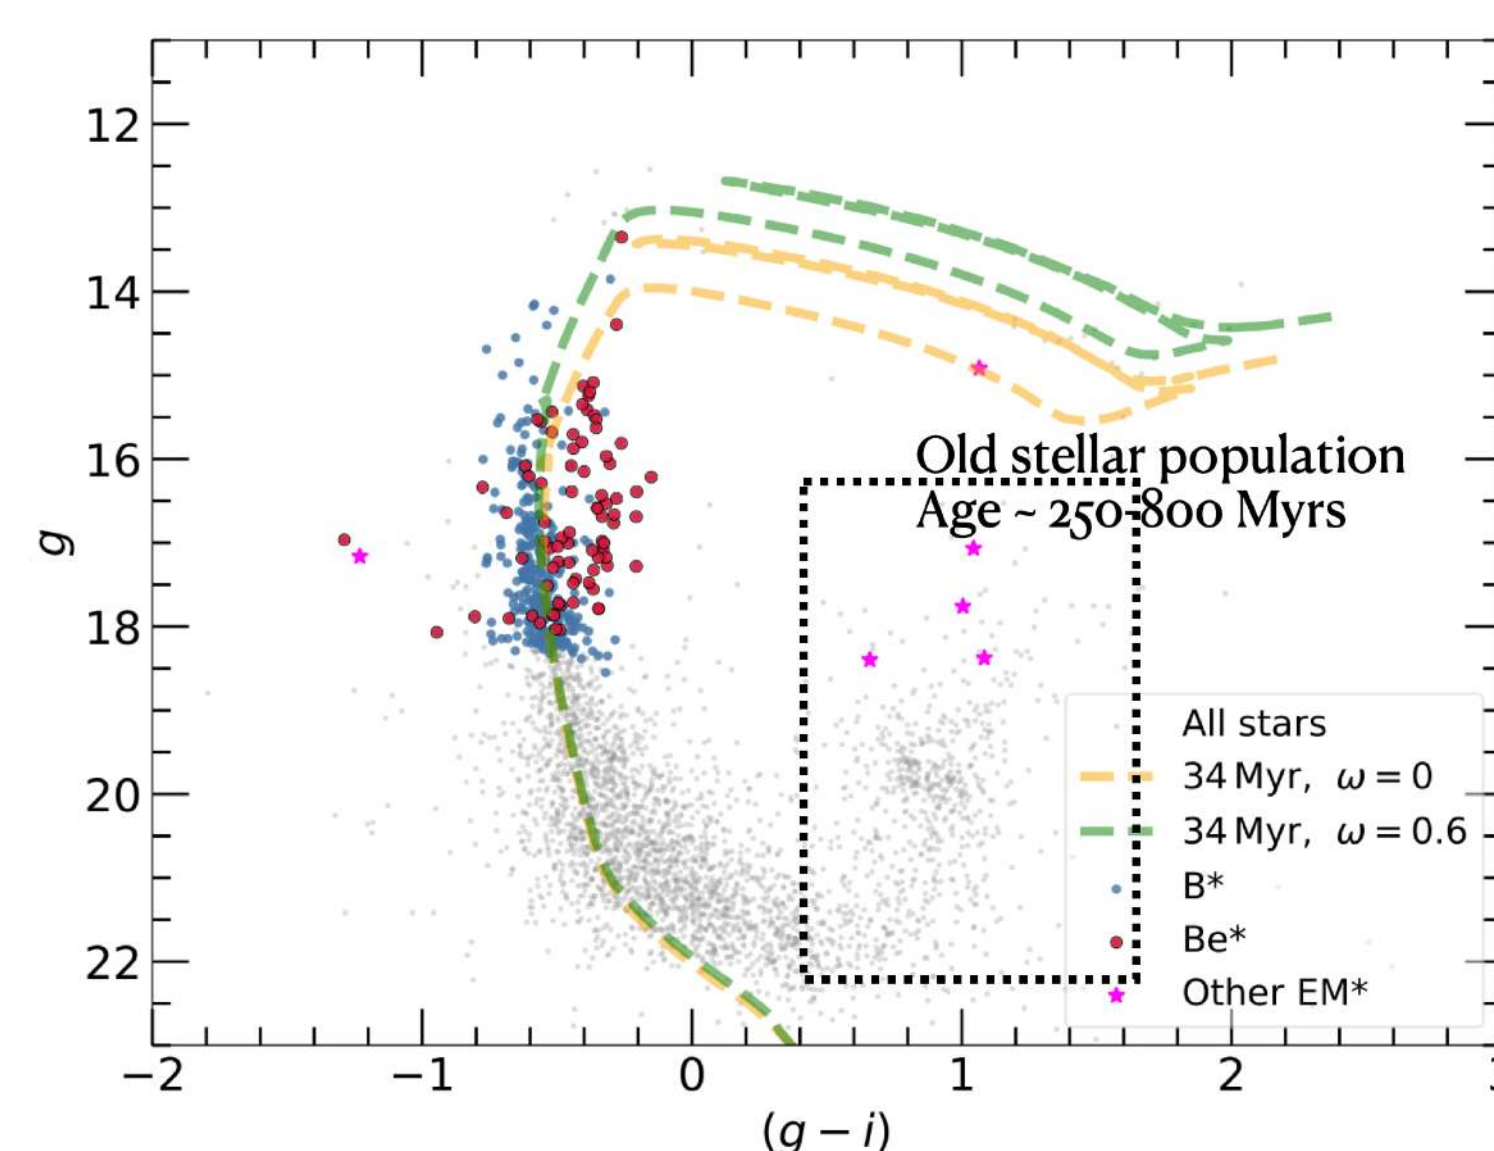 12
14
16
18
20
22
g
Old stellar population
Age ~ 250-800 Myrs
All stars
34 Myr, ω = 0
34 Myr, ω = 0.6
B*
Be*
Other EM*
−2 −1 0 1 2
(g − i)